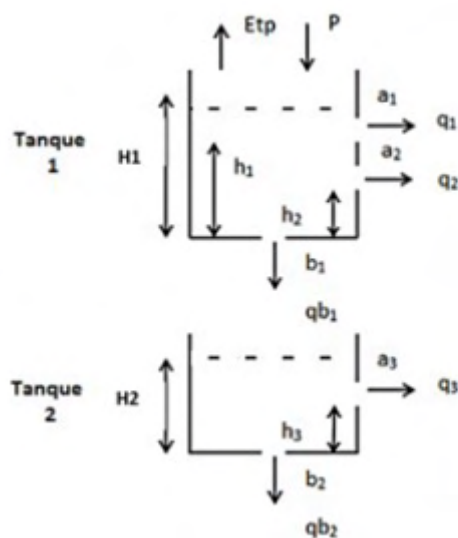 Etp P
a1
q1
Tanque 1
H1
h1
a2
q2
h2
b1
qb1
Tanque 2
H2
a3
q3
h3
b2
qb2